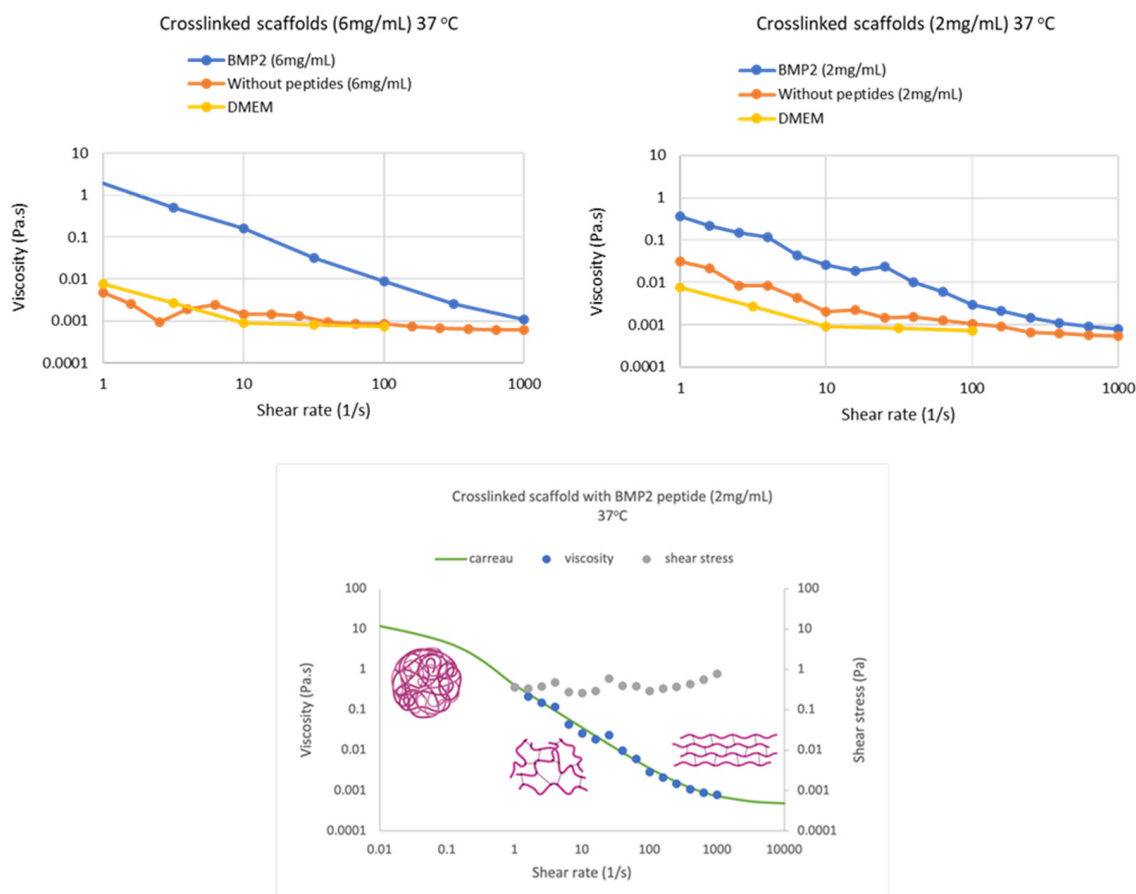 Crosslinked scaffolds (6mg/mL) 37 °C
BMP2 (6mg/mL)
Without peptides (6mg/mL)
DMEM
10
1
0.1
0.01
0.001
0.0001
Viscosity (Pa.s)
1 10 100 1000
Shear rate (1/s)
Crosslinked scaffolds (2mg/mL) 37 °C
BMP2 (2mg/mL)
Without peptides (2mg/mL)
DMEM
10
1
0.1
0.01
0.001
0.0001
Viscosity (Pa.s)
1 10 100 1000
Shear rate (1/s)
Crosslinked scaffold with BMP2 peptide (2mg/mL)
37°C
carreau viscosity shear stress
100
10
1
0.1
0.01
0.001
0.0001
Viscosity (Pa.s)
100
10
1
0.1
0.01
0.001
0.0001
Shear stress (Pa)
0.01 0.1 1 10 100 1000 10000
Shear rate (1/s)